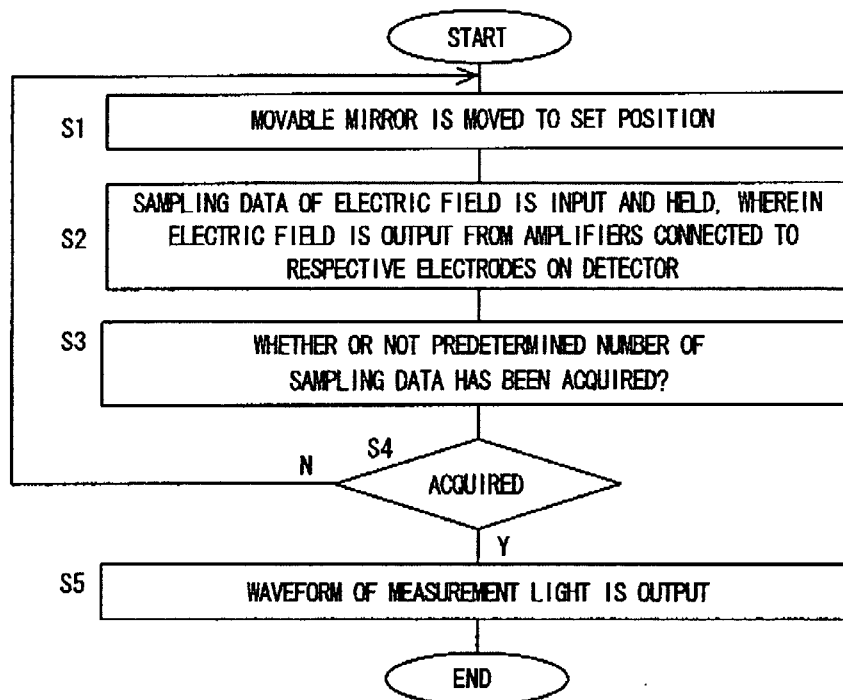 START
S1
MOVABLE MIRROR IS MOVED TO SET POSITION
S2
SAMPLING DATA OF ELECTRIC FIELD IS INPUT AND HELD, WHEREIN
ELECTRIC FIELD IS OUTPUT FROM AMPLIFIERS CONNECTED TO
RESPECTIVE ELECTRODES ON DETECTOR
S3
WHETHER OR NOT PREDETERMINED NUMBER OF
SAMPLING DATA HAS BEEN ACQUIRED?
S4
N
ACQUIRED
Y
S5
WAVEFORM OF MEASUREMENT LIGHT IS OUTPUT
END